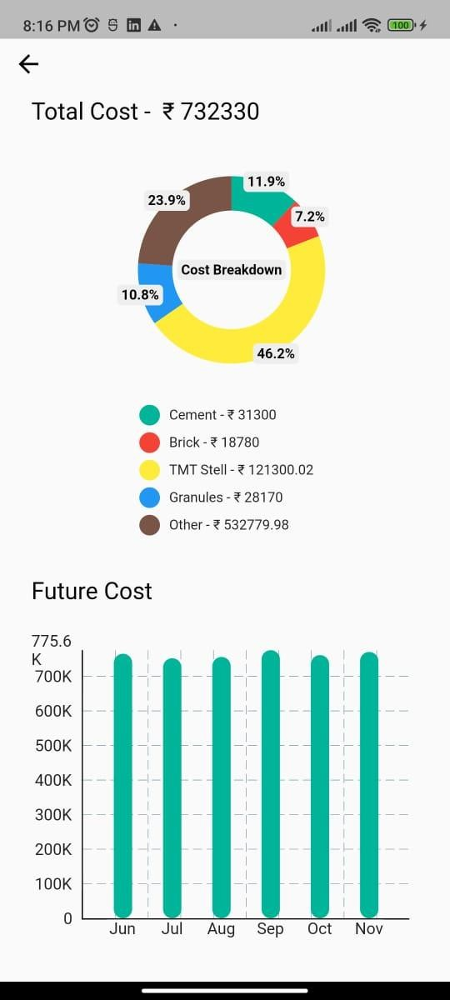 8:16 PM
100
Total Cost - ₹ 732330
11.9%
23.9%
7.2%
Cost Breakdown
10.8%
46.2%
Cement - ₹ 31300
Brick - ₹ 18780
TMT Stell - ₹ 121300.02
Granules - ₹ 28170
Other - ₹ 532779.98
Future Cost
775.6
K
700K
600K
500K
400K
300K
200K
100K
0
Jun Jul Aug Sep Oct Nov